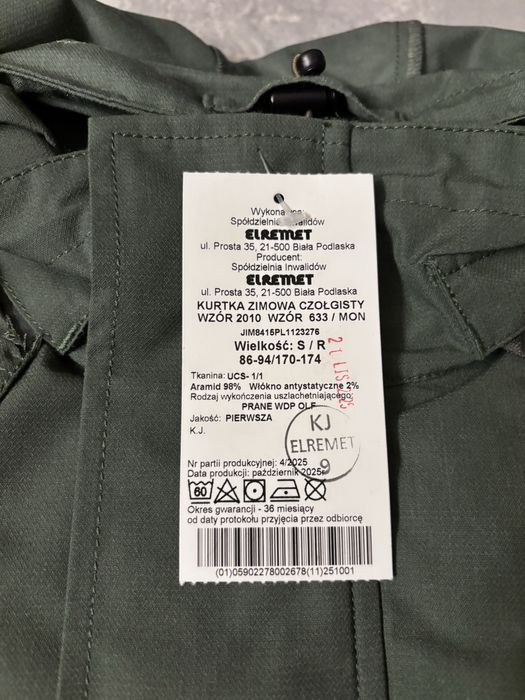 Spółdzielnia Inwalidów
ELREMET
ul. Prosta 35, 21-500 Biała Podlaska
Producent:
Spółdzielnia Inwalidów
ELREMET
ul. Prosta 35, 21-500 Biała Podlaska
KURTKA ZIMOWA CZOŁGISTY
WZÓR 2010 WZÓR 633 / MON
JIM8415PL1123276
Wielkość: S / R
86-94/170-174
Tkanina: UCS- 1/1
Aramid 98% Włókno antystatyczne 2%
Rodzaj wykończenia uszlachetniającego:
PRANE WDP OLF
Jakość: PIERWSZA
K.J.
KJ
ELREMET
9
Nr partii produkcyjnej: 4/2025
Data produkcji: październik 2025r
60
Okres gwarancji - 36 miesięcy
od daty protokołu przyjęcia przez odbiorcę
(01)05902278002678(11)251001